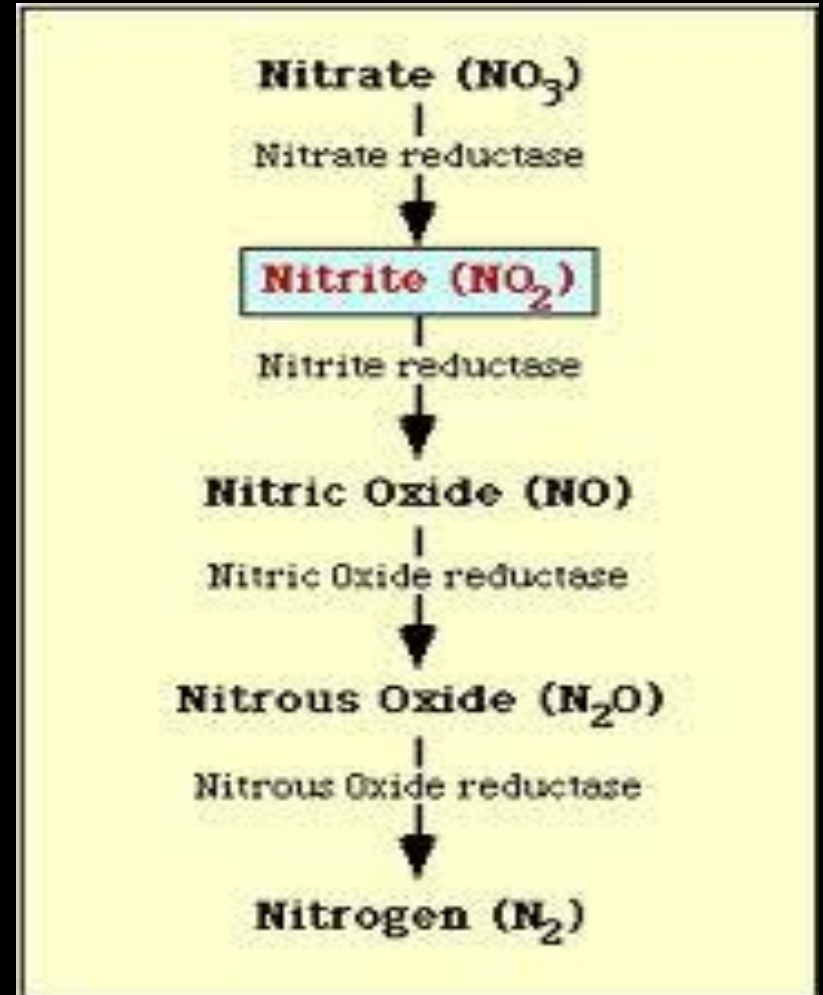 Nitrate (NO₃)
Nitrate reductase
Nitrite (NO₂)
Nitrite reductase
Nitric Oxide (NO)
Nitric Oxide reductase
Nitrous Oxide (N₂O)
Nitrous Oxide reductase
Nitrogen (N₂)